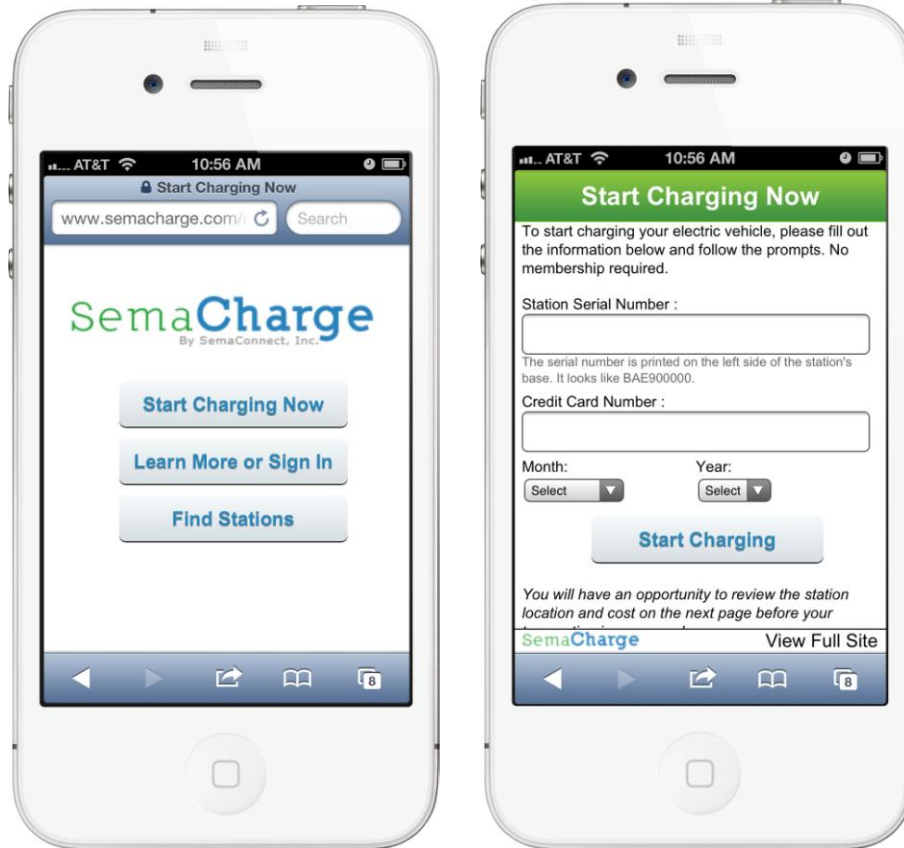 AT&T
10:56 AM
Start Charging Now
www.semacharge.com/
Search
SemaCharge
By SemaConnect, Inc.
Start Charging Now
Learn More or Sign In
Find Stations
8
AT&T
10:56 AM
Start Charging Now
To start charging your electric vehicle, please fill out
the information below and follow the prompts. No
membership required.
Station Serial Number :
The serial number is printed on the left side of the station's
base. It looks like BAE900000.
Credit Card Number :
Month:
Year:
Select
Select
Start Charging
You will have an opportunity to review the station
location and cost on the next page before your
SemaCharge
View Full Site
8